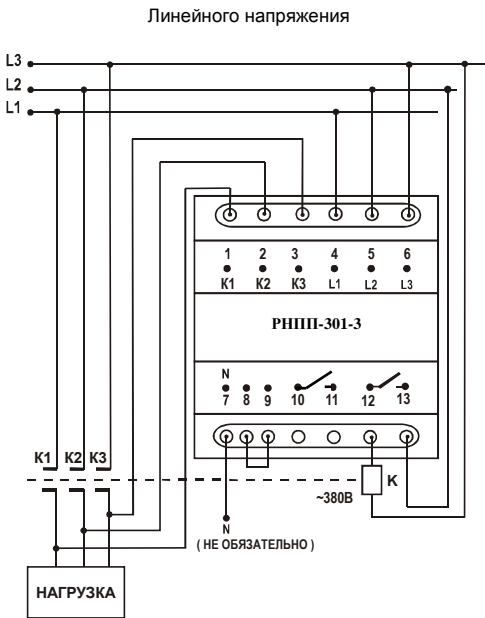 Линейного напряжения
L3
L2
L1
1 2 3 4 5 6
K1 K2 K3 L1 L2 L3
РНПП-301-3
N
7 8 9 10 11 12 13
K1 K2 K3
K
~380В
N
( НЕ ОБЯЗАТЕЛЬНО )
НАГРУЗКА